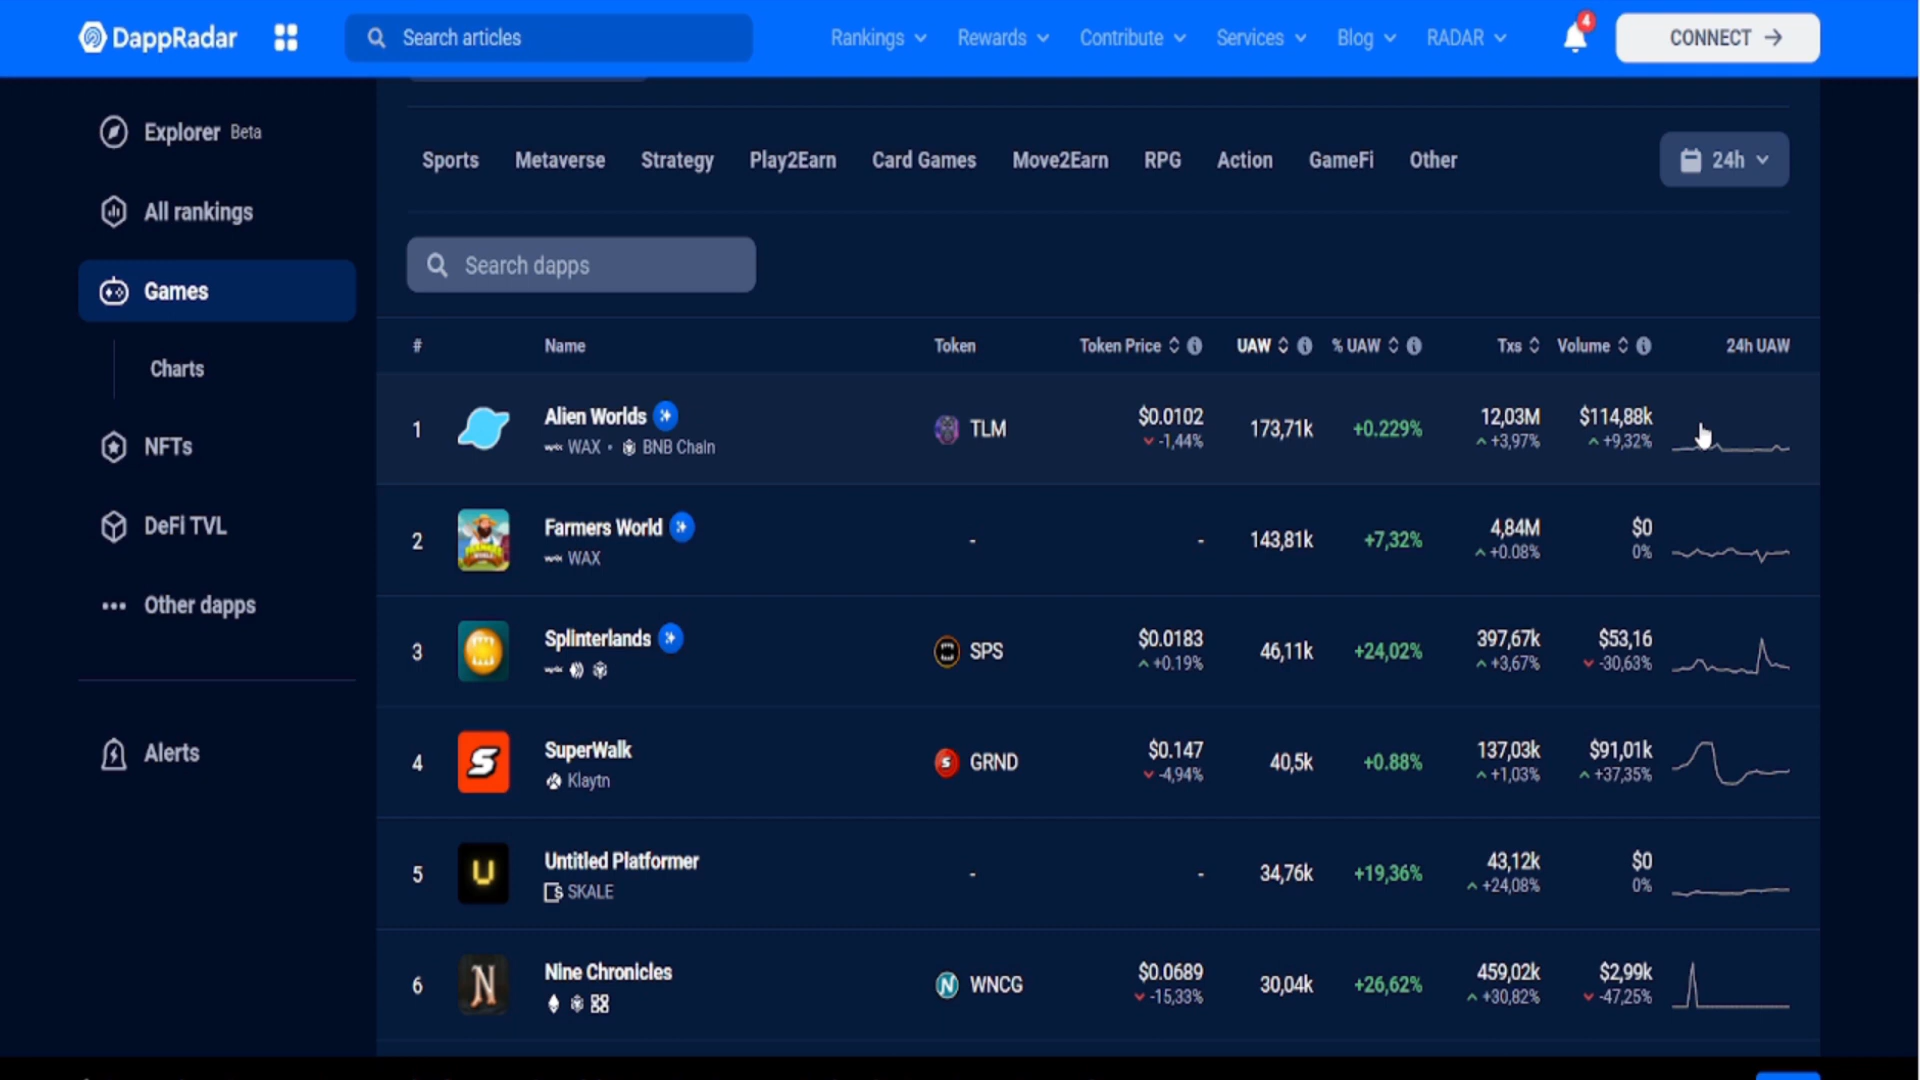 DappRadar
Search articles
Rankings
Rewards
Contribute
Services
Blog
RADAR
4
CONNECT →
Explorer Beta
All rankings
Games
Charts
NFTs
DeFi TVL
Other dapps
Alerts
Sports
Metaverse
Strategy
Play2Earn
Card Games
Move2Earn
RPG
Action
GameFi
Other
24h
Search dapps
# Name Token Token Price UAW % UAW Txs Volume 24h UAW
1 Alien Worlds TLM $0.0102 173,71k +0.229% 12,03M $114,88k
WAX • BNB Chain -1,44% +3,97% +9,32%
2 Farmers World - - 143,81k +7,32% 4,84M $0
WAX +0.08% 0%
3 Splinterlands SPS $0.0183 46,11k +24,02% 397,67k $53,16
+0.19% +3,67% -30,63%
4 SuperWalk GRND $0.147 40,5k +0.88% 137,03k $91,01k
Klaytn -4,94% +1,03% +37,35%
5 Untitled Platformer - - 34,76k +19,36% 43,12k $0
SKALE +24,08% 0%
6 Nine Chronicles WNCG $0.0689 30,04k +26,62% 459,02k $2,99k
-15,33% +30,82% -47,25%